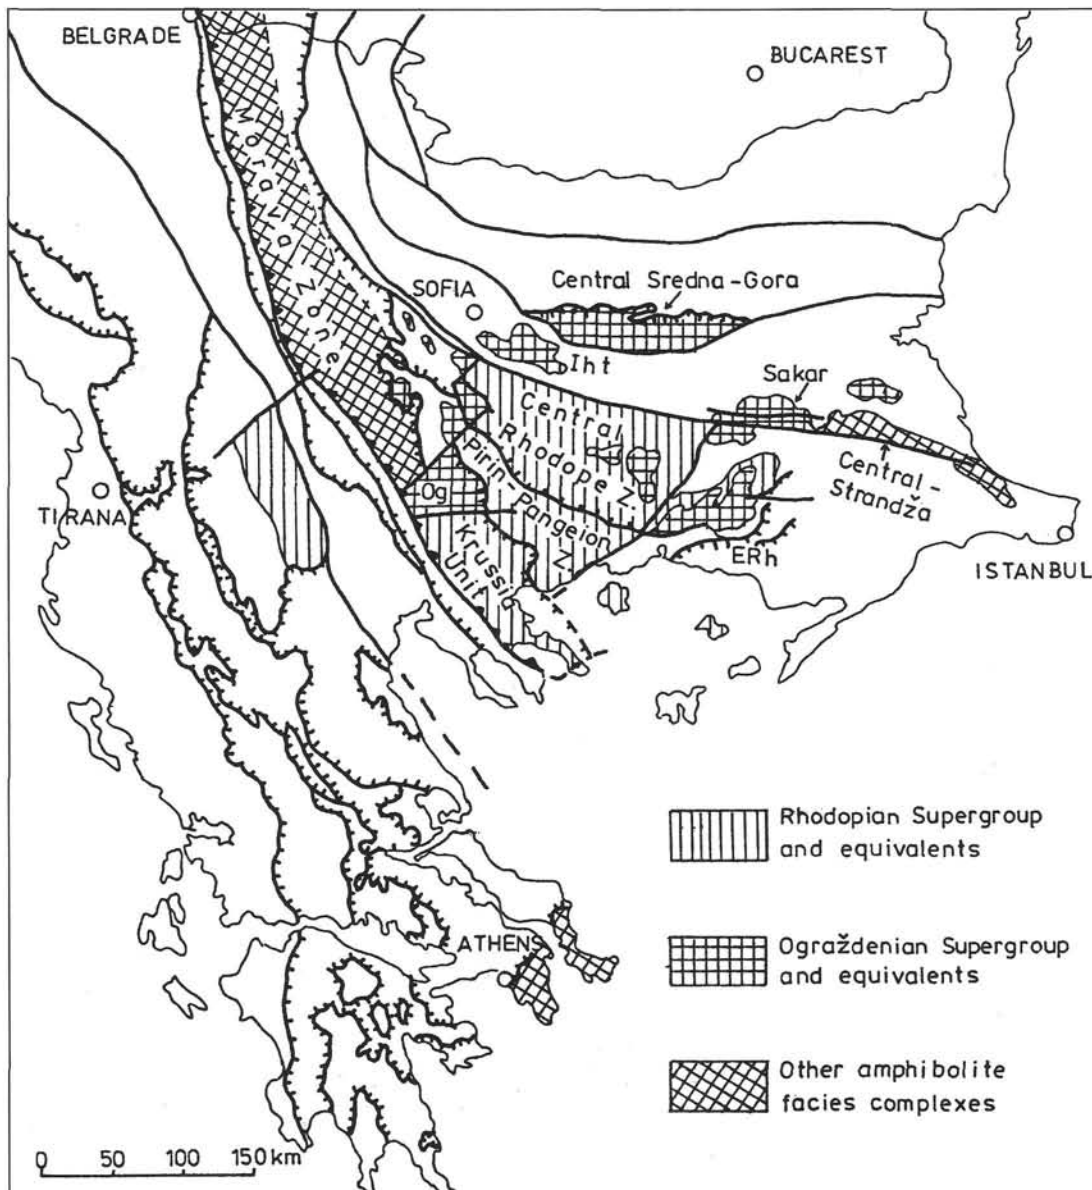 BELGRADE
BUCAREST
Morava-Zone
SOFIA
Central Sredna-Gora
Iht
Sakar
Central
Rhodope Z.
Pirin-Pangeion
Z.
Og
Central-
Strandža
TIRANA
Krussia
Unit
ERh
ISTANBUL
Rhodopian Supergroup
and equivalents
Ograždenian Supergroup
and equivalents
ATHENS
Other amphibolite
facies complexes
0 50 100 150 km